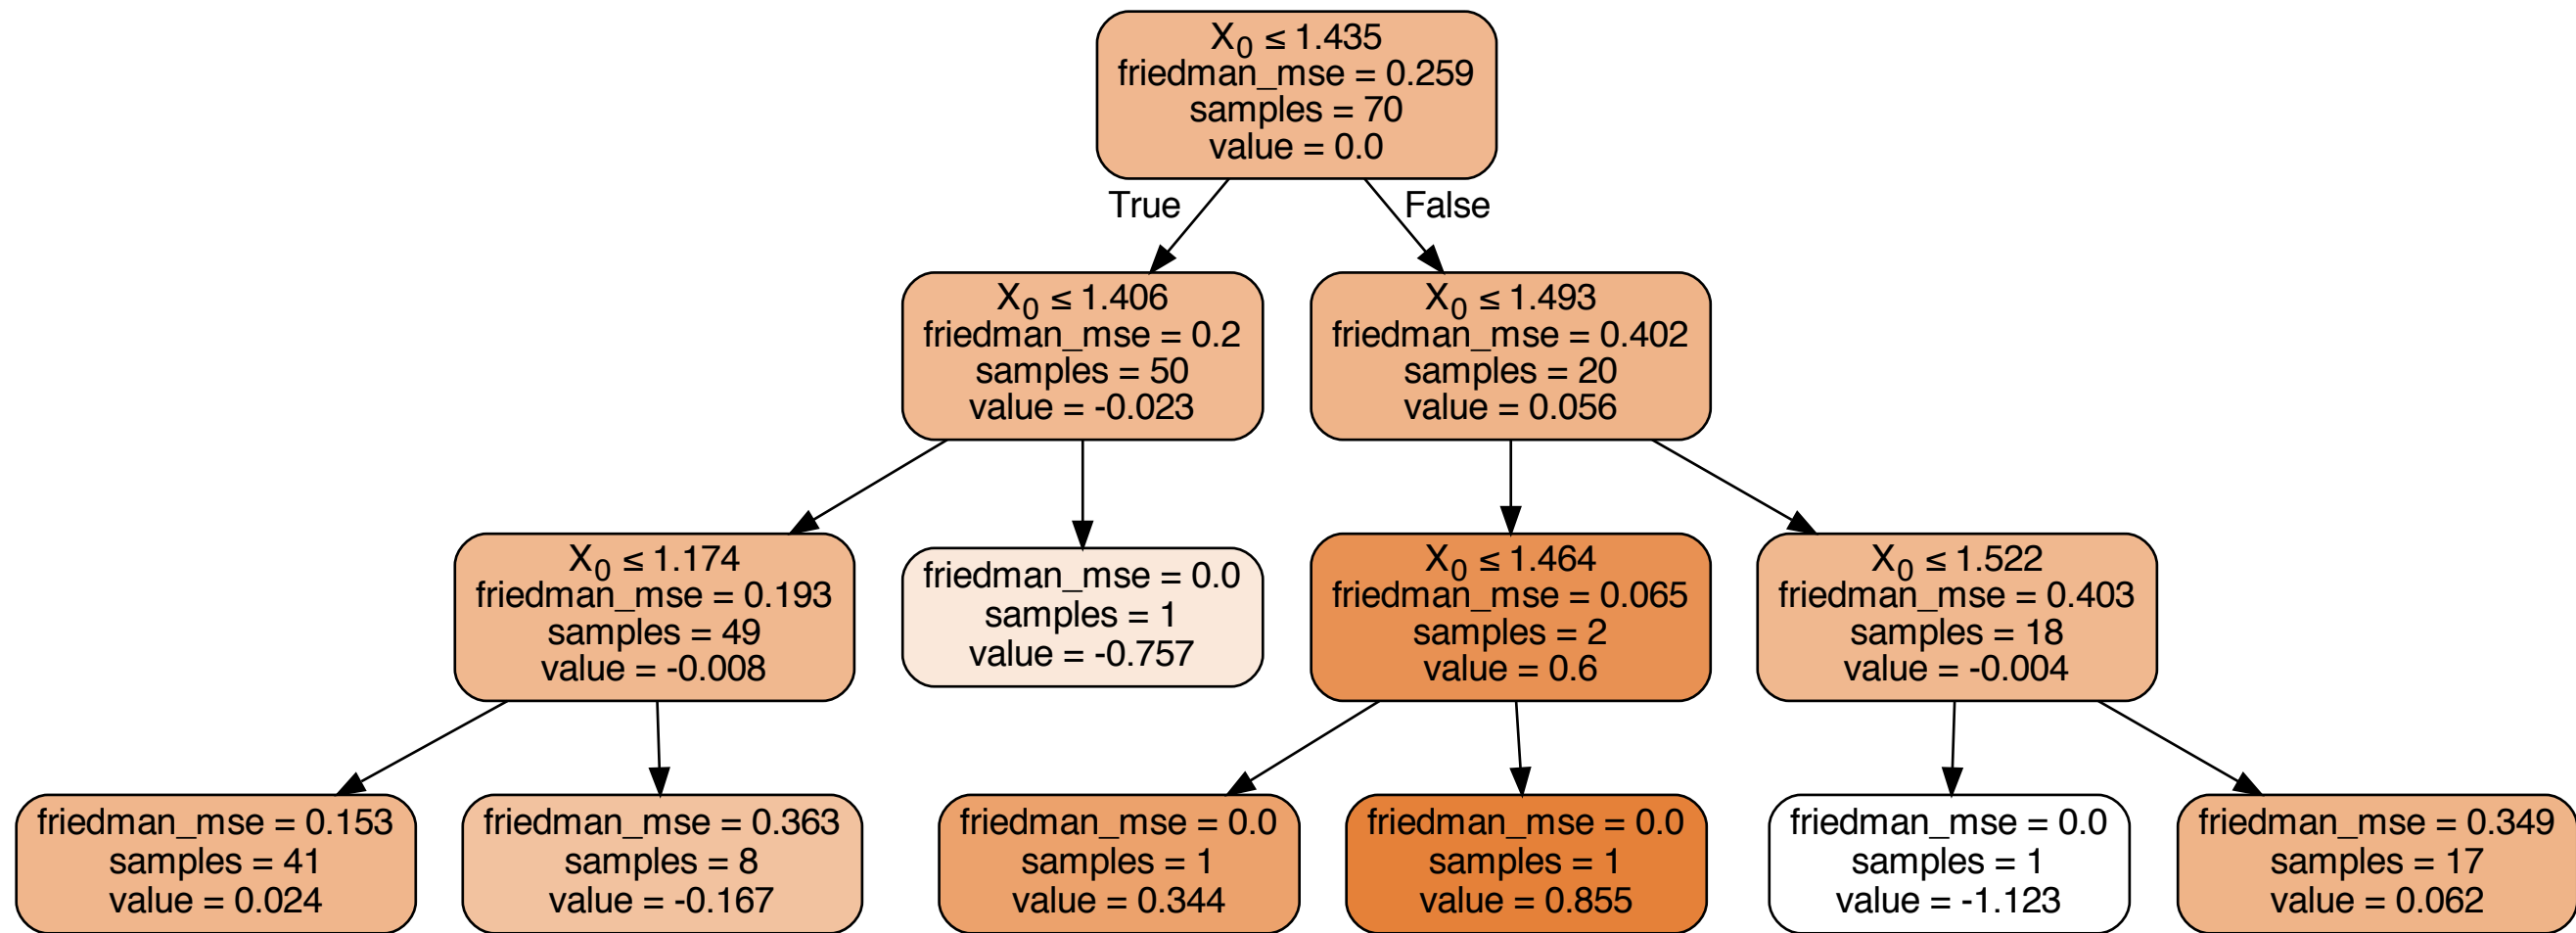 X₀ ≤ 1.435
friedman_mse = 0.259
samples = 70
value = 0.0
True
False
X₀ ≤ 1.406
friedman_mse = 0.2
samples = 50
value = -0.023
X₀ ≤ 1.493
friedman_mse = 0.402
samples = 20
value = 0.056
X₀ ≤ 1.174
friedman_mse = 0.193
samples = 49
value = -0.008
friedman_mse = 0.0
samples = 1
value = -0.757
X₀ ≤ 1.464
friedman_mse = 0.065
samples = 2
value = 0.6
X₀ ≤ 1.522
friedman_mse = 0.403
samples = 18
value = -0.004
friedman_mse = 0.153
samples = 41
value = 0.024
friedman_mse = 0.363
samples = 8
value = -0.167
friedman_mse = 0.0
samples = 1
value = 0.344
friedman_mse = 0.0
samples = 1
value = 0.855
friedman_mse = 0.0
samples = 1
value = -1.123
friedman_mse = 0.349
samples = 17
value = 0.062